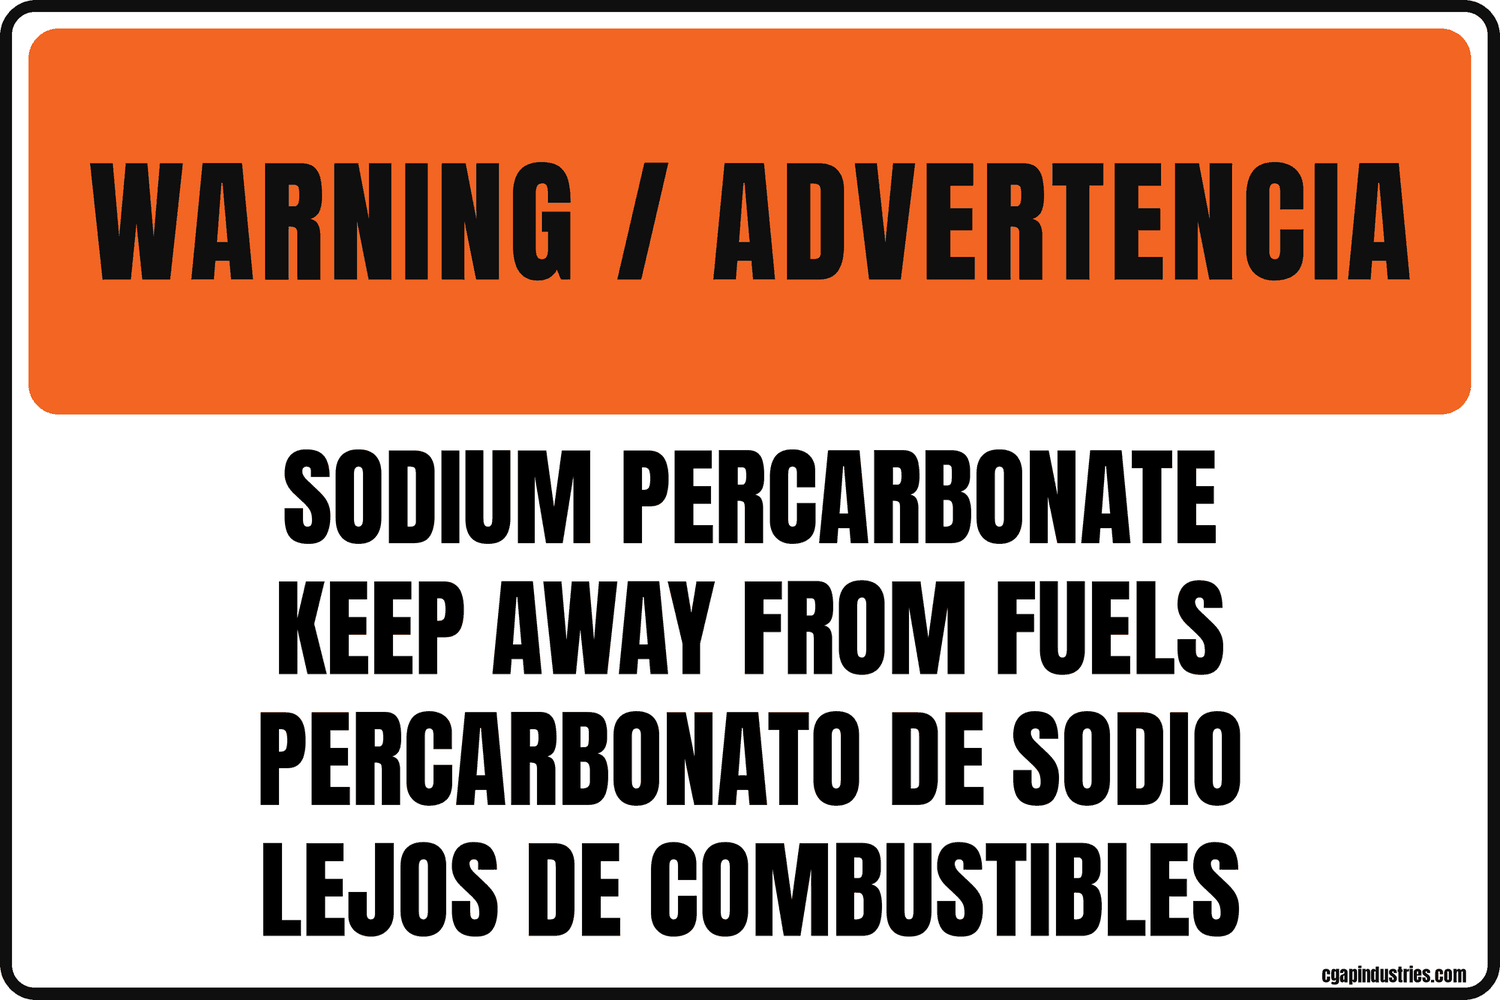 WARNING / ADVERTENCIA
SODIUM PERCARBONATE
KEEP AWAY FROM FUELS
PERCARBONATO DE SODIO
LEJOS DE COMBUSTIBLES
cgapindustries.com